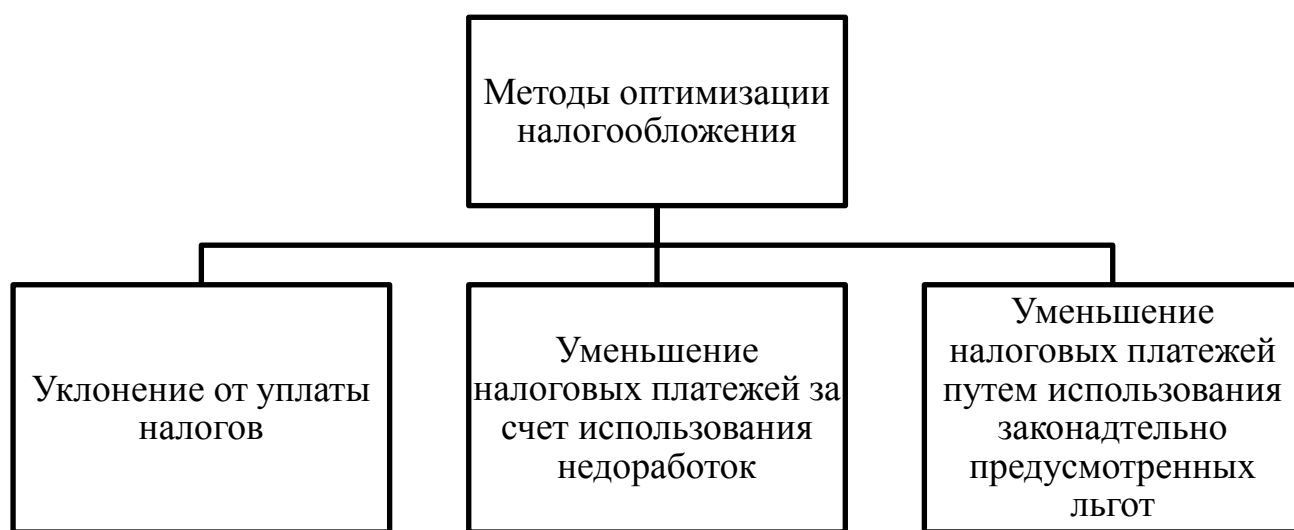 Методы оптимизации
налогообложения
Уклонение от уплаты
налогов
Уменьшение
налоговых платежей за
счет использования
недоработок
Уменьшение
налоговых платежей
путем использования
законадтельно
предусмотренных
льгот